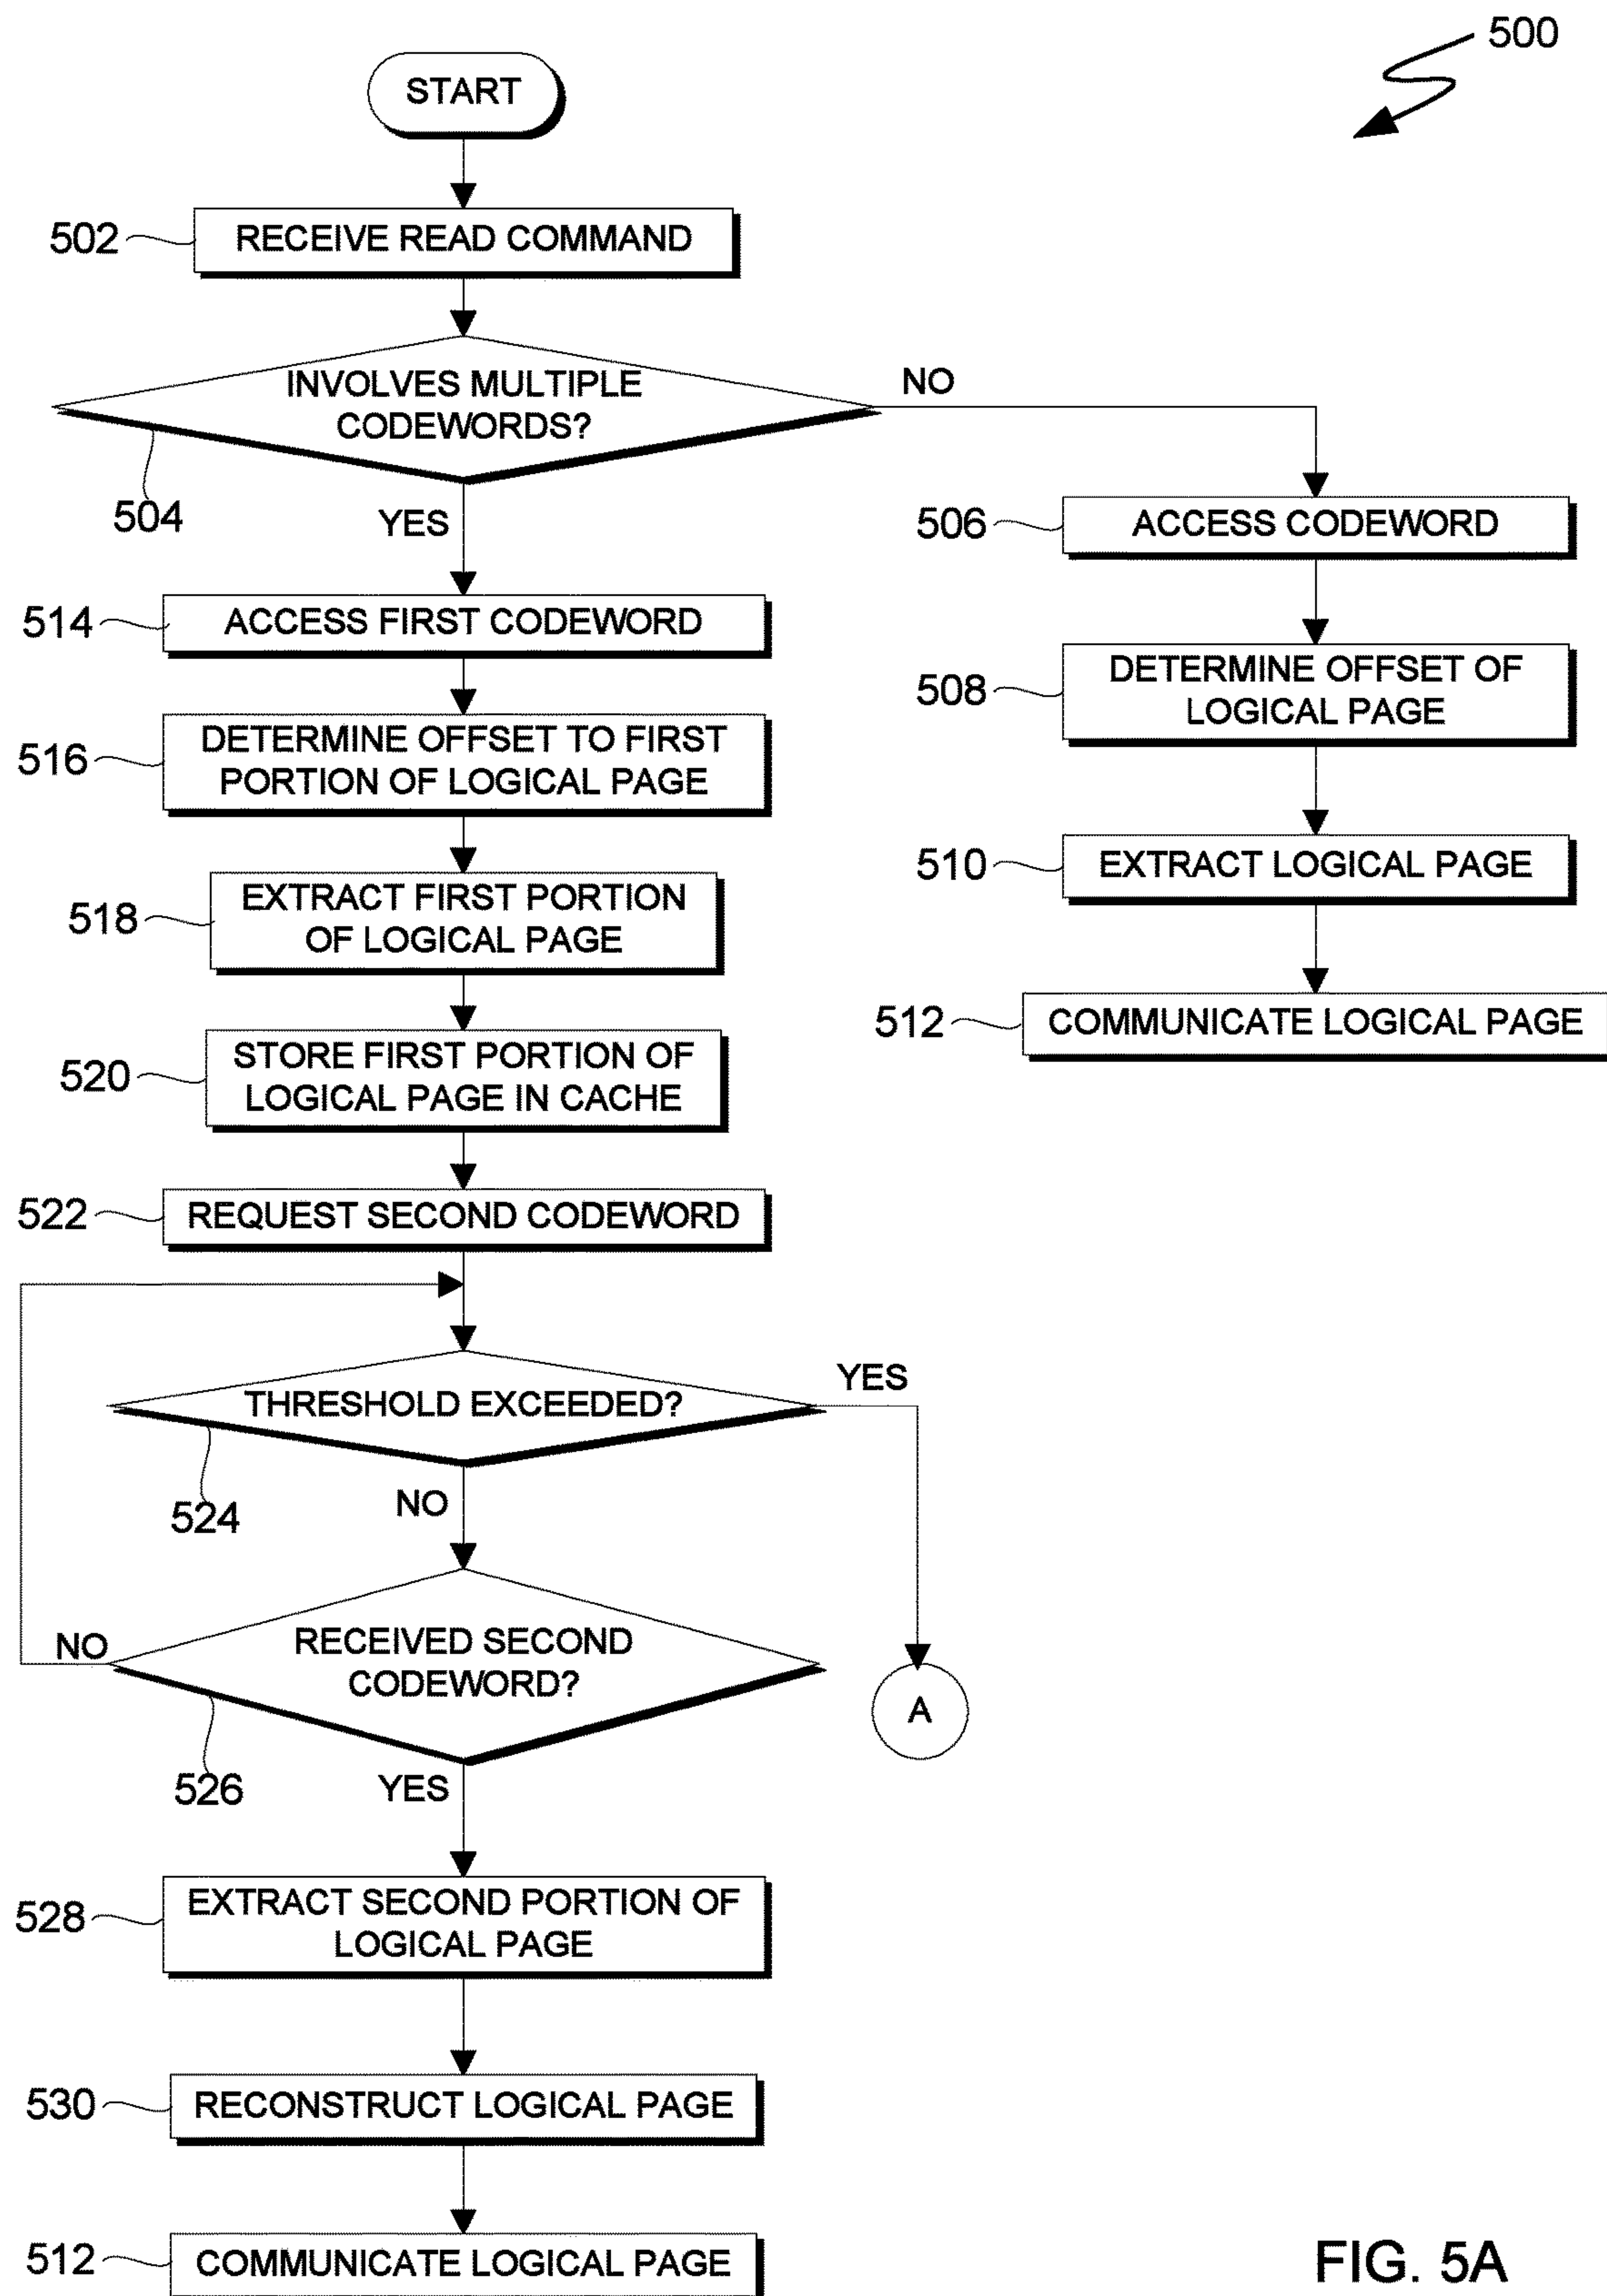 500
START
502
RECEIVE READ COMMAND
INVOLVES MULTIPLE
CODEWORDS?
NO
504
YES
506
ACCESS CODEWORD
514
ACCESS FIRST CODEWORD
508
DETERMINE OFFSET OF
LOGICAL PAGE
516
DETERMINE OFFSET TO FIRST
PORTION OF LOGICAL PAGE
510
EXTRACT LOGICAL PAGE
518
EXTRACT FIRST PORTION
OF LOGICAL PAGE
512
COMMUNICATE LOGICAL PAGE
520
STORE FIRST PORTION OF
LOGICAL PAGE IN CACHE
522
REQUEST SECOND CODEWORD
THRESHOLD EXCEEDED?
YES
524
NO
RECEIVED SECOND
CODEWORD?
NO
A
526
YES
528
EXTRACT SECOND PORTION OF
LOGICAL PAGE
530
RECONSTRUCT LOGICAL PAGE
512
COMMUNICATE LOGICAL PAGE
FIG. 5A